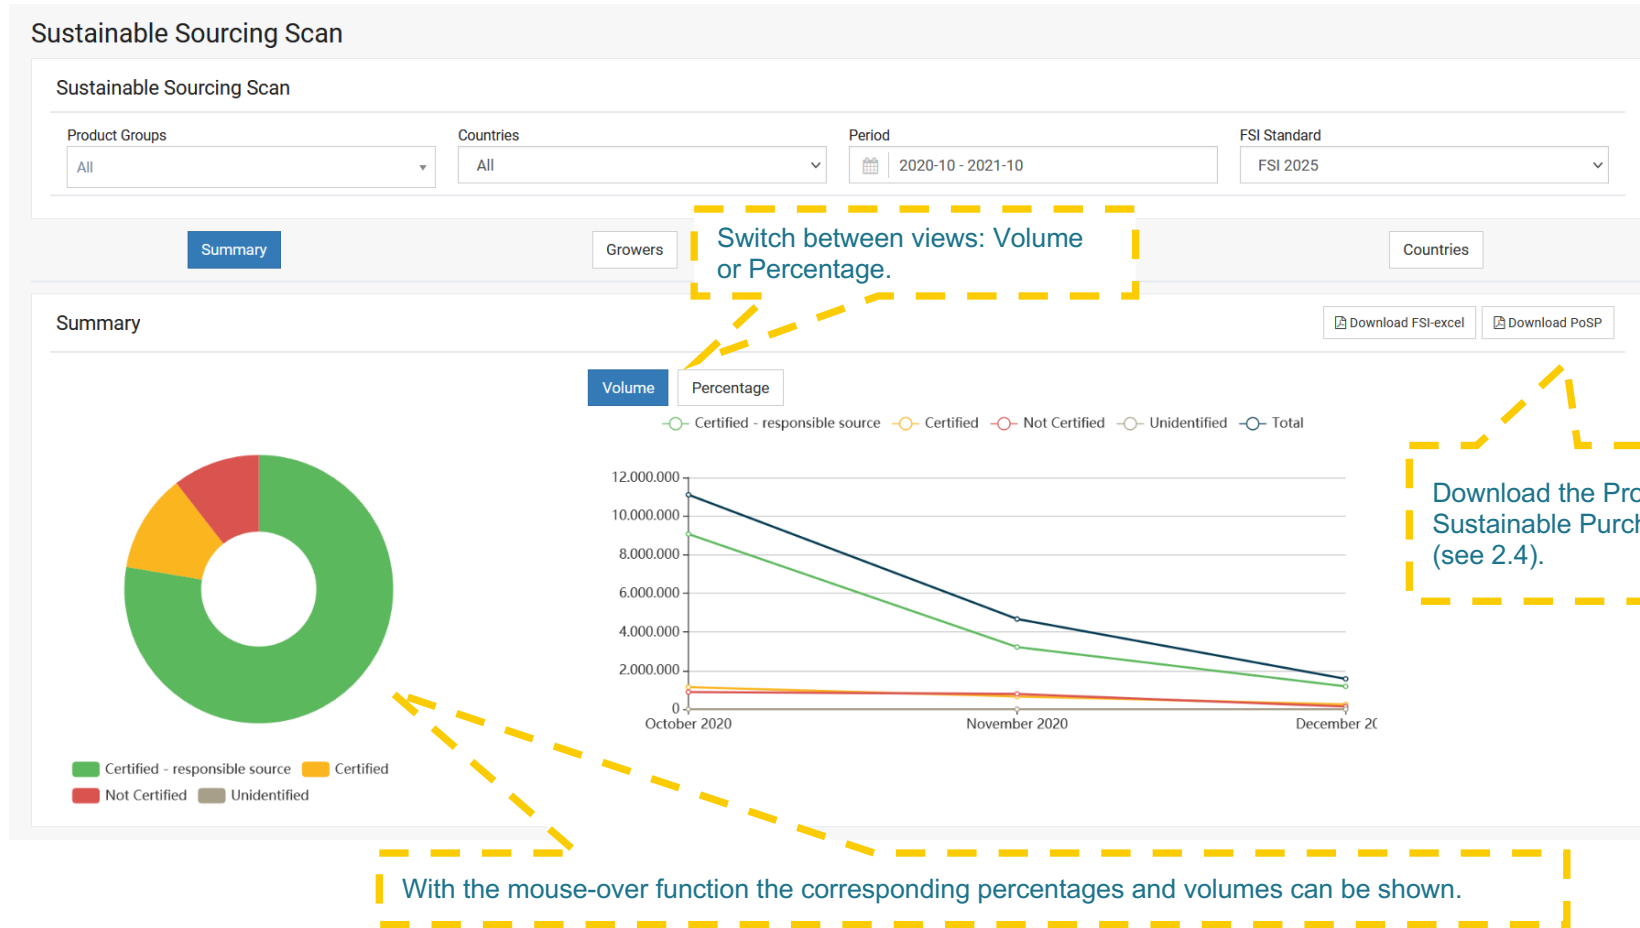 Sustainable Sourcing Scan
Sustainable Sourcing Scan
Product Groups
Countries
Period
FSI Standard
All
All
2020-10 - 2021-10
FSI 2025
Summary
Growers
Switch between views: Volume
or Percentage.
Countries
Summary
Download FSI-excel
Download PoSP
Volume
Percentage
Certified - responsible source
Certified
Not Certified
Unidentified
Total
12.000.000
10.000.000
8.000.000
6.000.000
4.000.000
2.000.000
0
October 2020
November 2020
December
Download the
Sustainable
(see 2.4).
Certified - responsible source
Certified
Not Certified
Unidentified
With the mouse-over function the corresponding percentages and volumes can be shown.